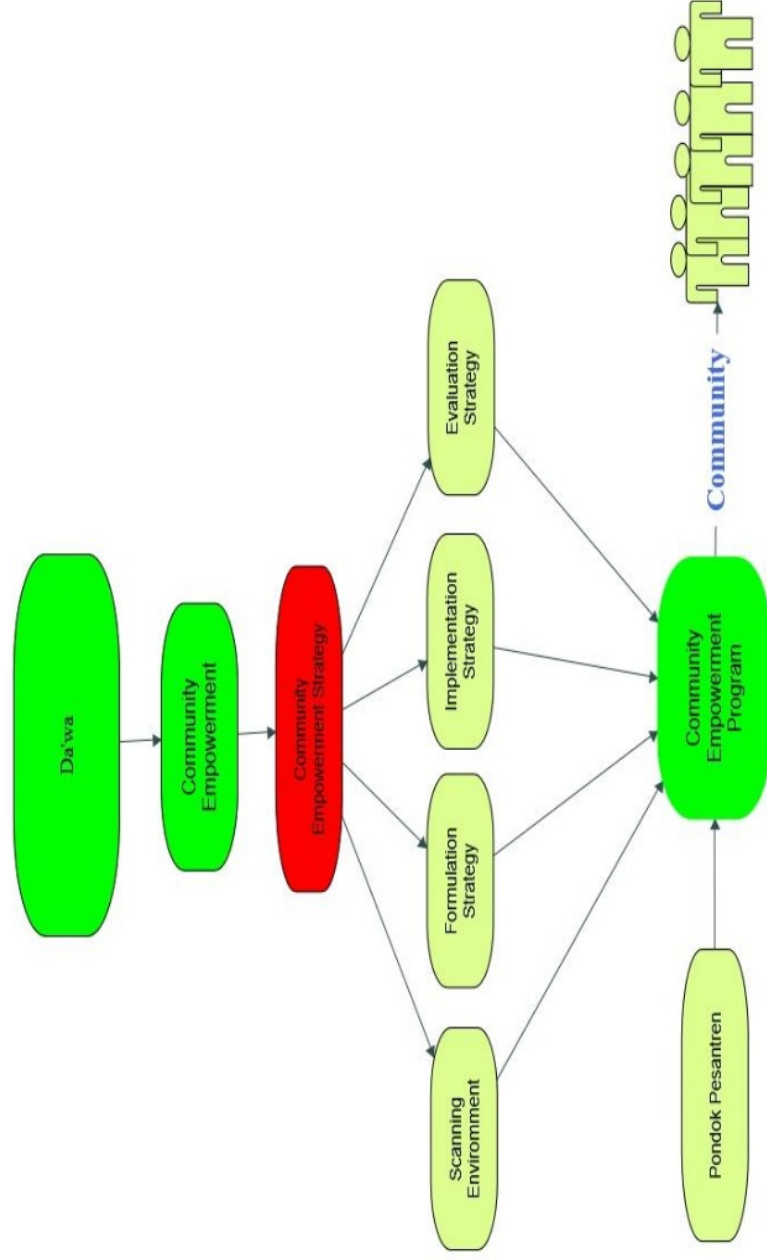 Da'wa
Community
Empowerment
Community
Empowerment Strategy
Scanning
Enviromment
Formulation
Strategy
Implementation
Strategy
Evaluation
Strategy
Pondok Pesantren
Community
Empowerment
Program
Community